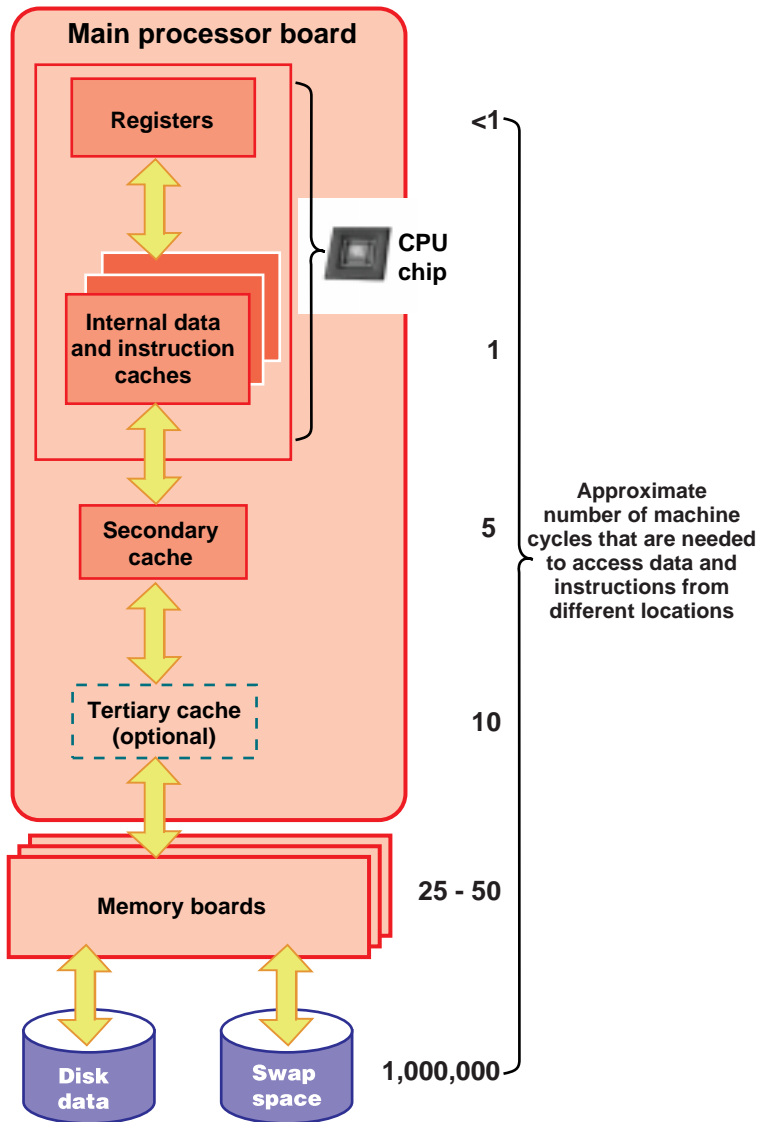 Main processor board
Registers
<1
CPU
chip
Internal data
and instruction
caches
1
Secondary
cache
5
Approximate
number of machine
cycles that are needed
to access data and
instructions from
different locations
Tertiary cache
(optional)
10
Memory boards
25 - 50
Disk
data
Swap
space
1,000,000